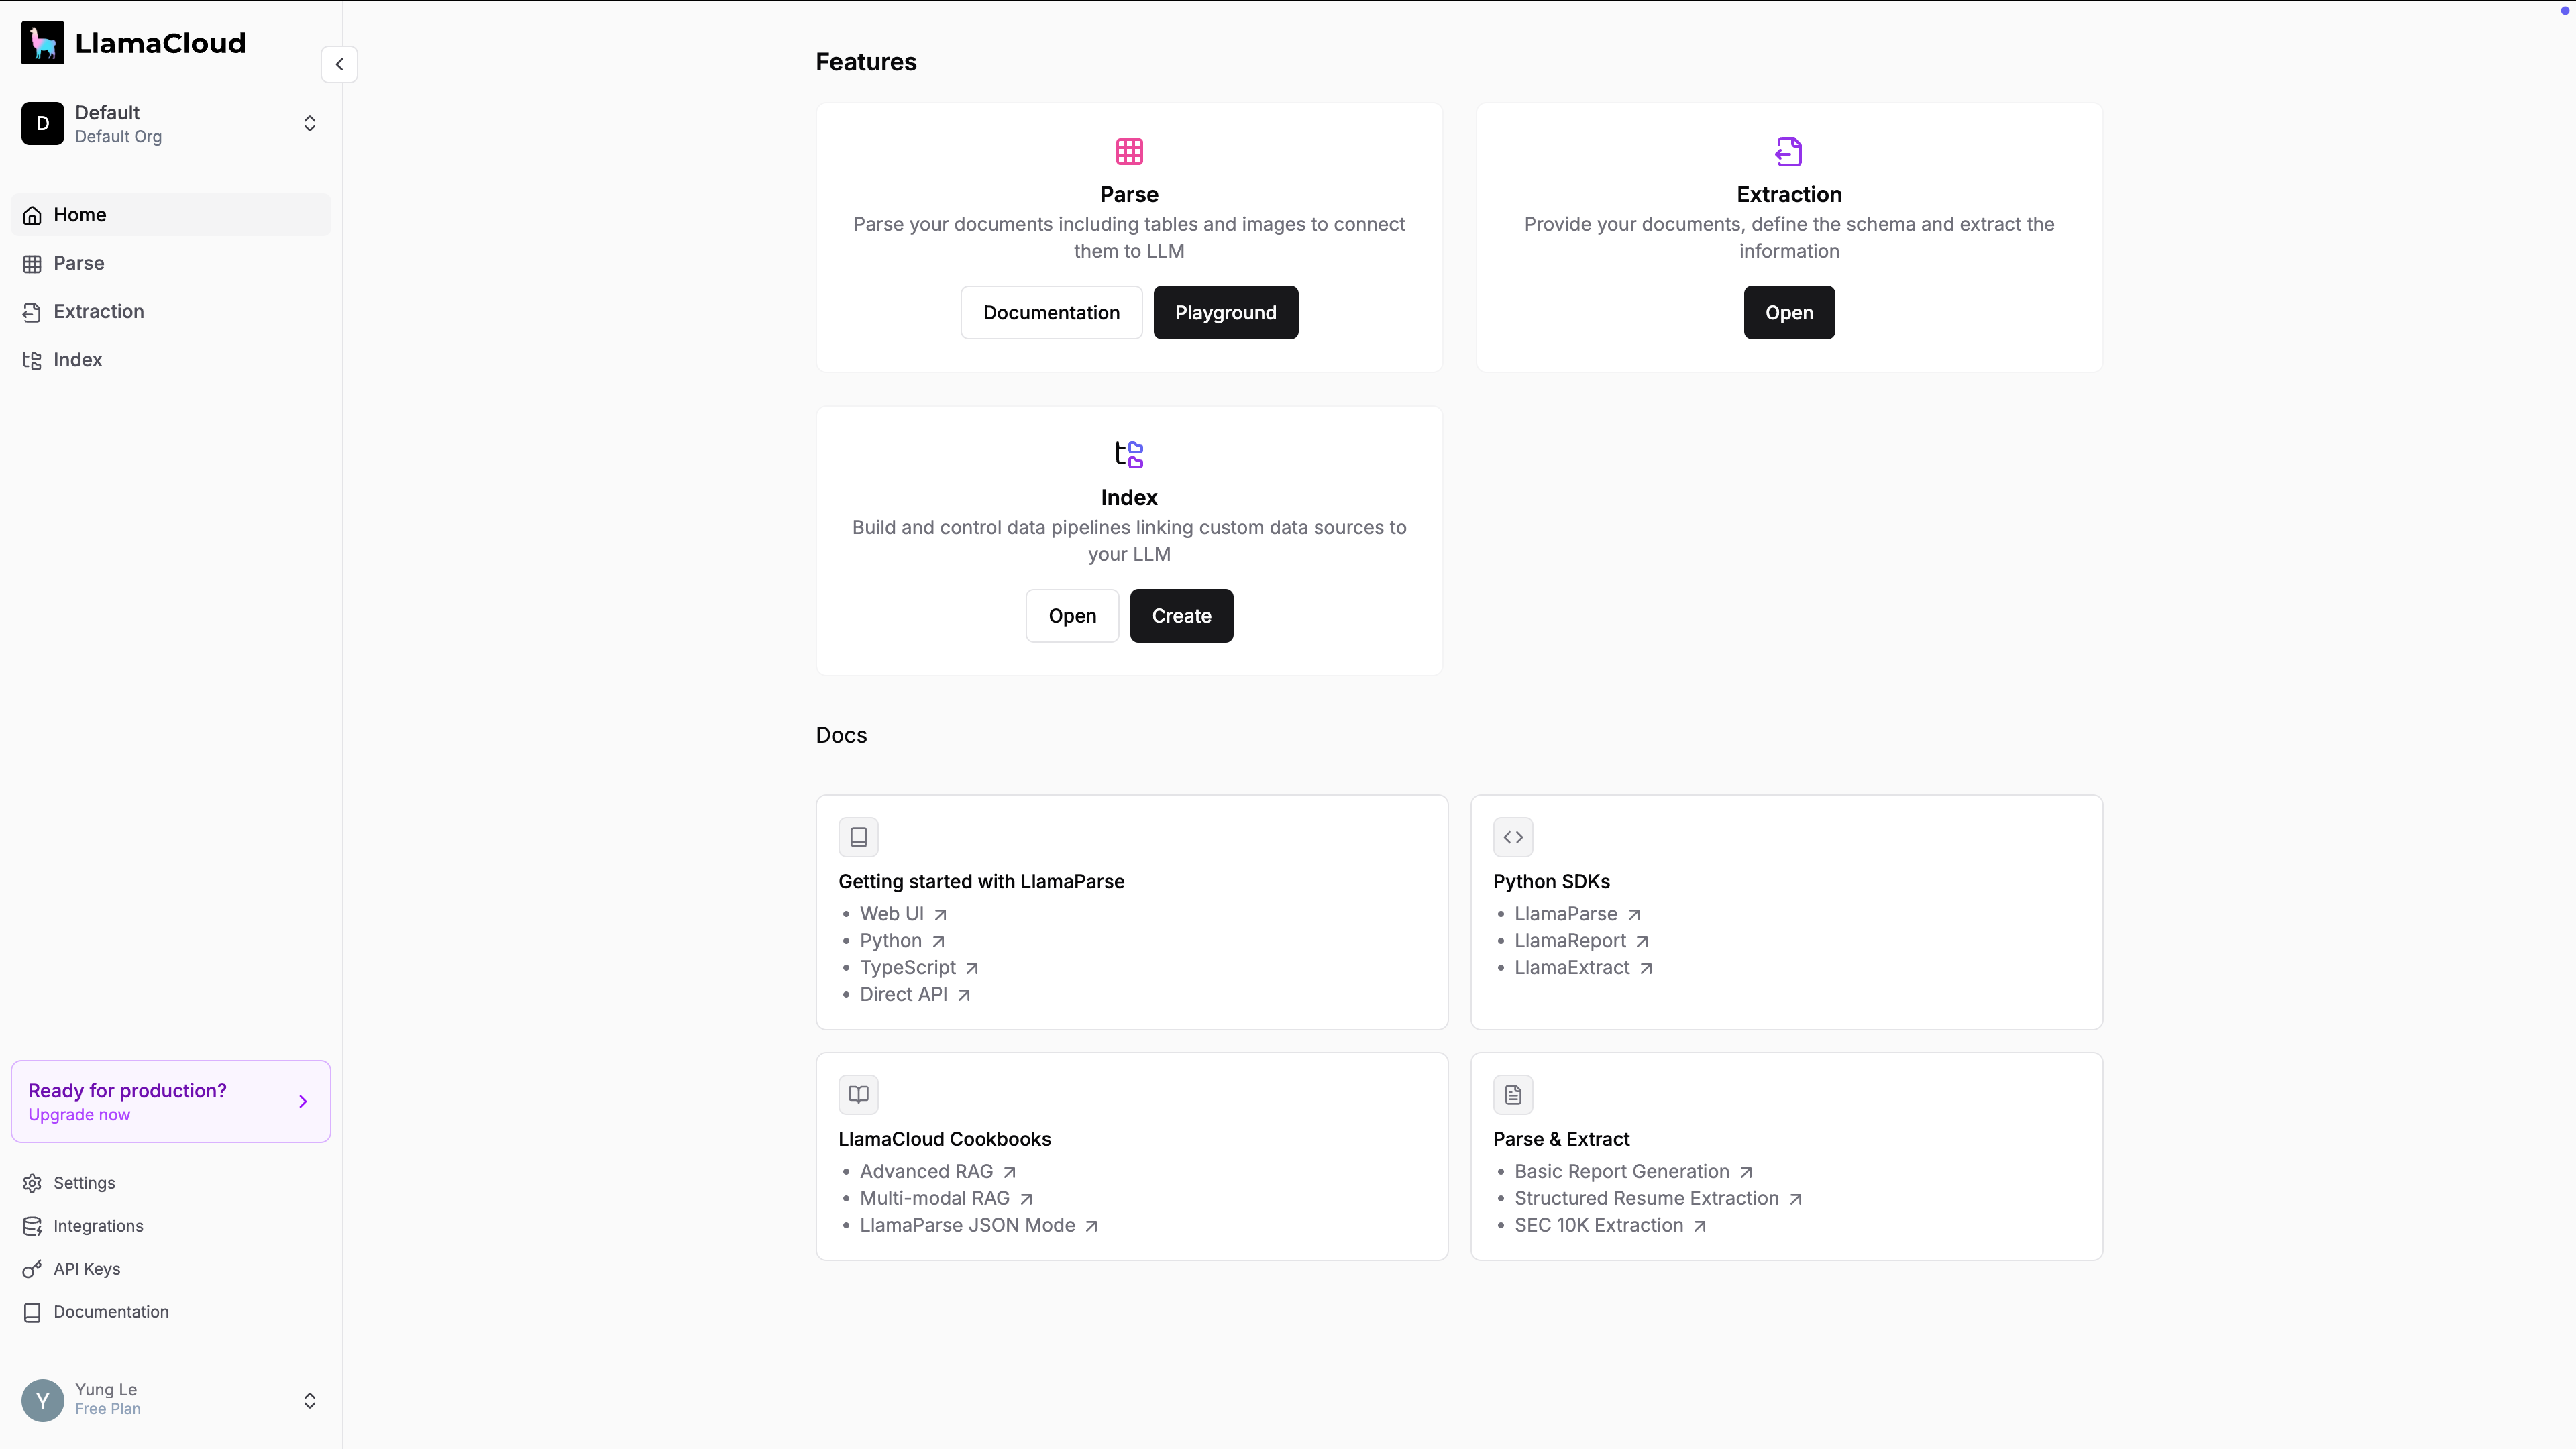 LlamaCloud
D
Default
Default Org
Home
Parse
Extraction
Index
Ready for production?
Upgrade now
Settings
Integrations
API Keys
Documentation
Y
Yung Le
Free Plan
Features
Parse
Parse your documents including tables and images to connect
them to LLM
Documentation
Playground
Extraction
Provide your documents, define the schema and extract the
information
Open
Index
Build and control data pipelines linking custom data sources to
your LLM
Open
Create
Docs
Getting started with LlamaParse
• Web UI
• Python
• TypeScript
• Direct API
Python SDKs
• LlamaParse
• LlamaReport
• LlamaExtract
LlamaCloud Cookbooks
• Advanced RAG
• Multi-modal RAG
• LlamaParse JSON Mode
Parse & Extract
• Basic Report Generation
• Structured Resume Extraction
• SEC 10K Extraction